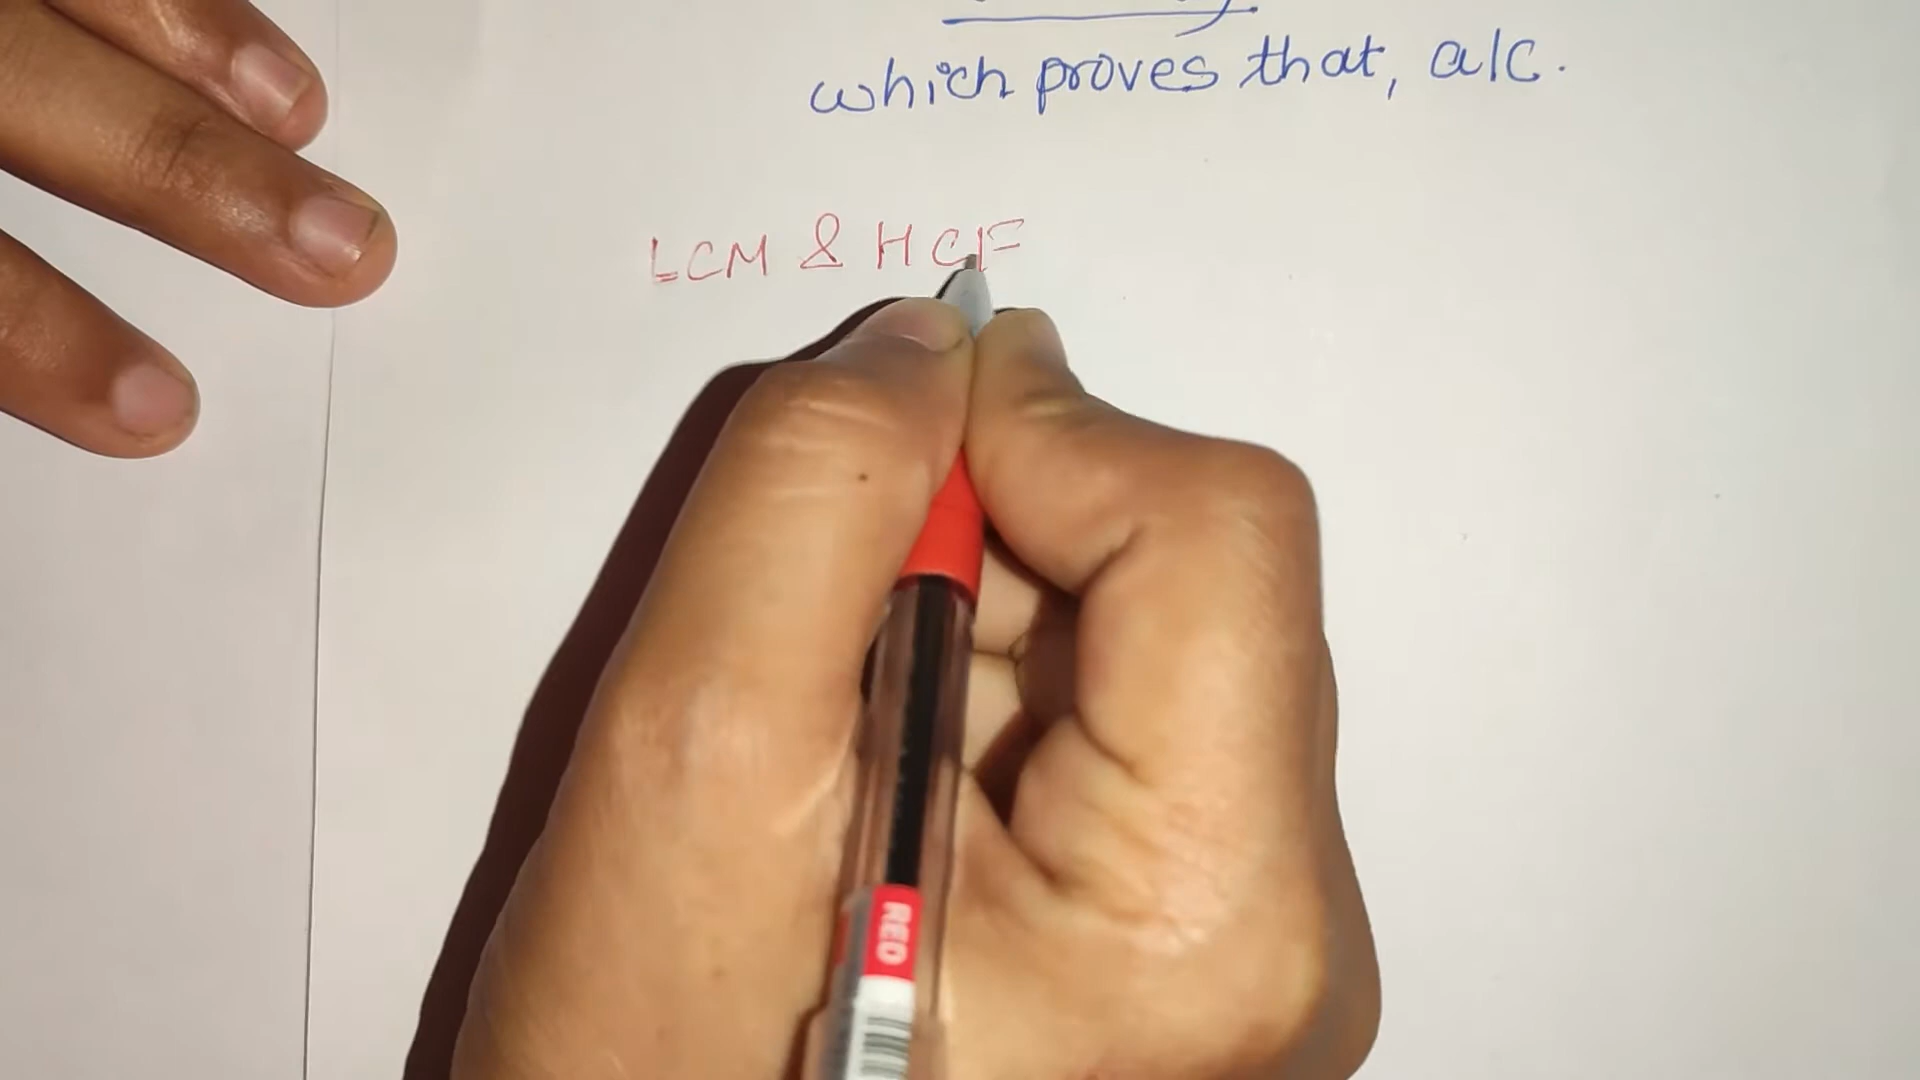 which proves that, a|c.
LCM & HCF
RED